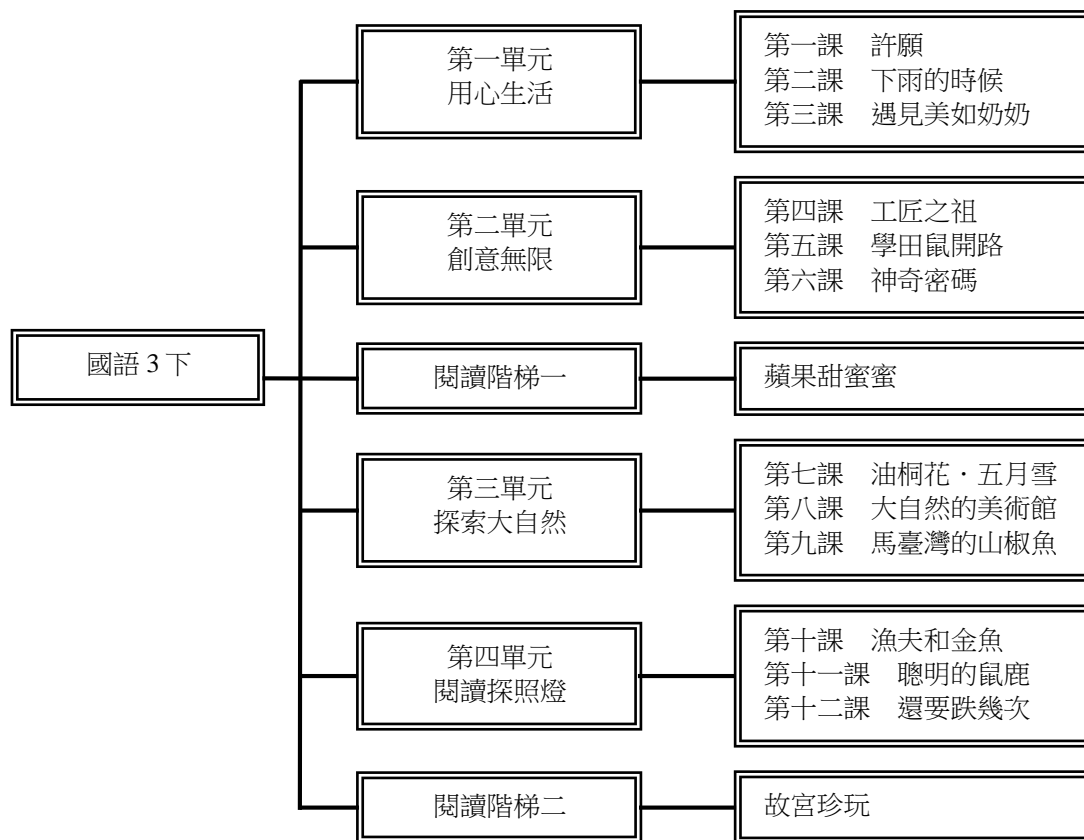 國語 3 下
第一單元
用心生活
第一課　許願
第二課　下雨的時候
第三課　遇見美如奶奶
第二單元
創意無限
第四課　工匠之祖
第五課　學田鼠開路
第六課　神奇密碼
閱讀階梯一
蘋果甜蜜蜜
第三單元
探索大自然
第七課　油桐花．五月雪
第八課　大自然的美術館
第九課　馬臺灣的山椒魚
第四單元
閱讀探照燈
第十課　漁夫和金魚
第十一課　聰明的鼠鹿
第十二課　還要跌幾次
閱讀階梯二
故宮珍玩